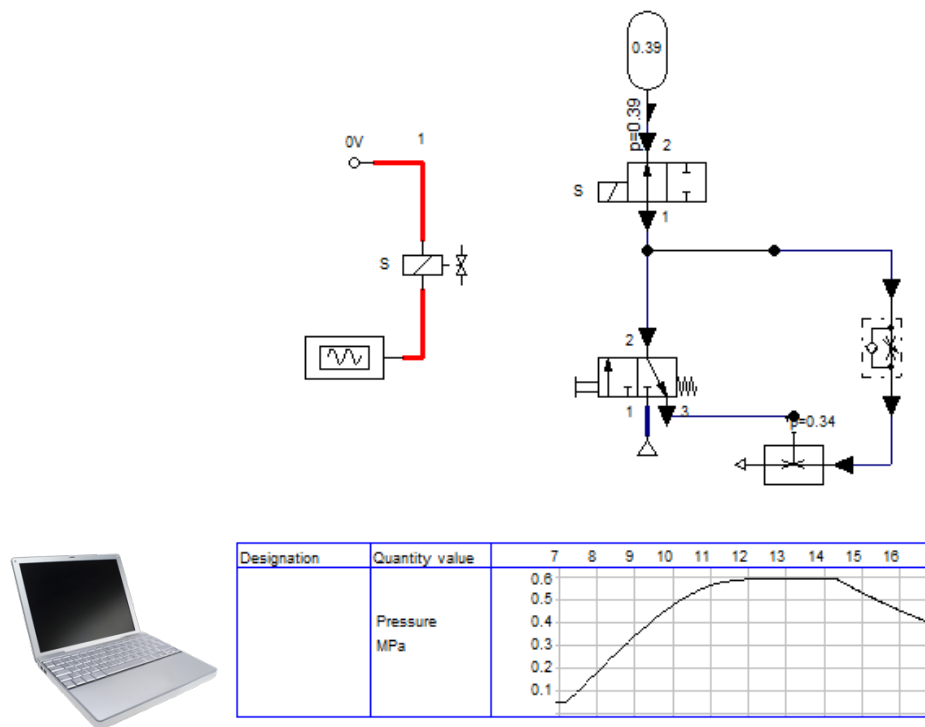 0.39
p=0.39
0V
1
2
S
1
S
2
1
3
p=0.34
Designation
Quantity value
7 8 9 10 11 12 13 14 15 16
Pressure
MPa
0.6
0.5
0.4
0.3
0.2
0.1